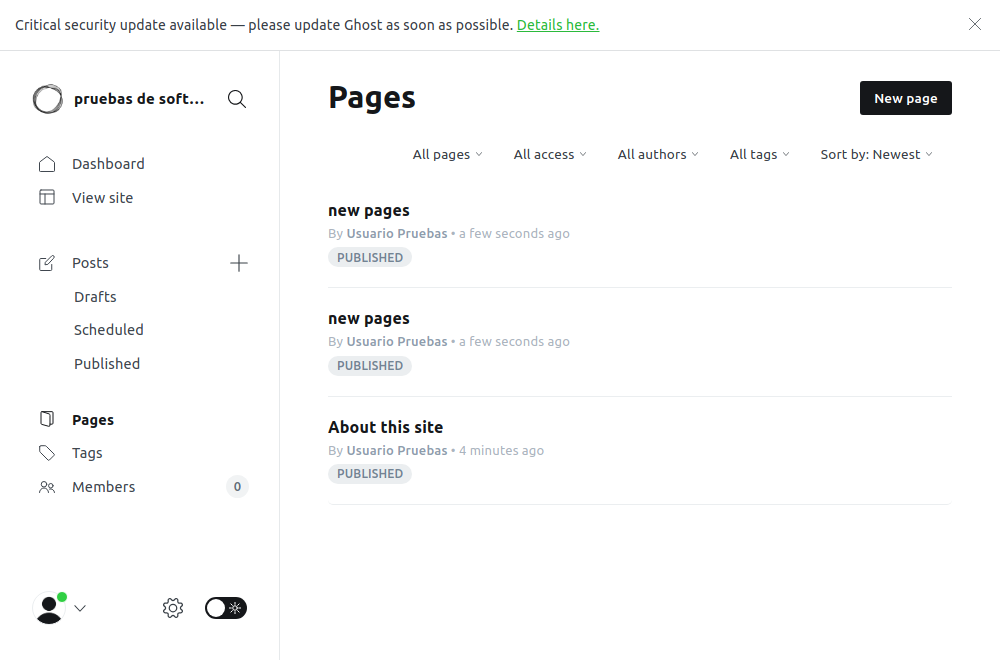 Critical security update available — please update Ghost as soon as possible. Details here.
pruebas de soft...
Dashboard
View site
Posts
Drafts
Scheduled
Published
Pages
Tags
Members 0
Pages
New page
All pages All access All authors All tags Sort by: Newest
new pages
By Usuario Pruebas • a few seconds ago
PUBLISHED
new pages
By Usuario Pruebas • a few seconds ago
PUBLISHED
About this site
By Usuario Pruebas • 4 minutes ago
PUBLISHED